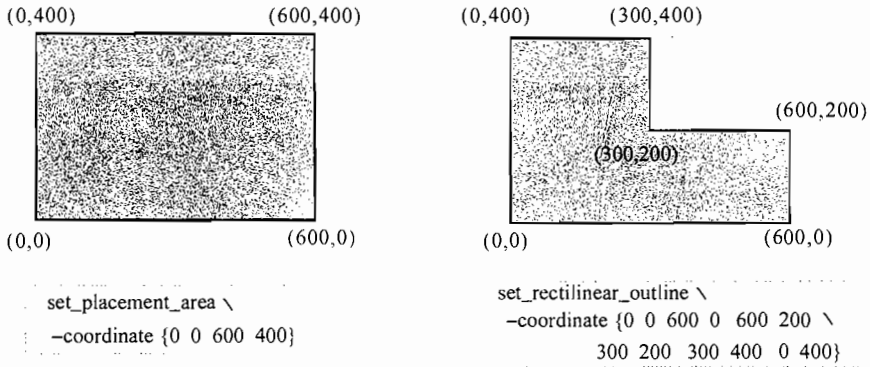 (0,400) (600,400)
(0,0) (600,0)
set_placement_area \
-coordinate {0 0 600 400}
(0,400) (300,400)
(600,200)
(300,200)
(0,0) (600,0)
set_rectilinear_outline \
-coordinate {0 0 600 0 600 200 \
300 200 300 400 0 400}